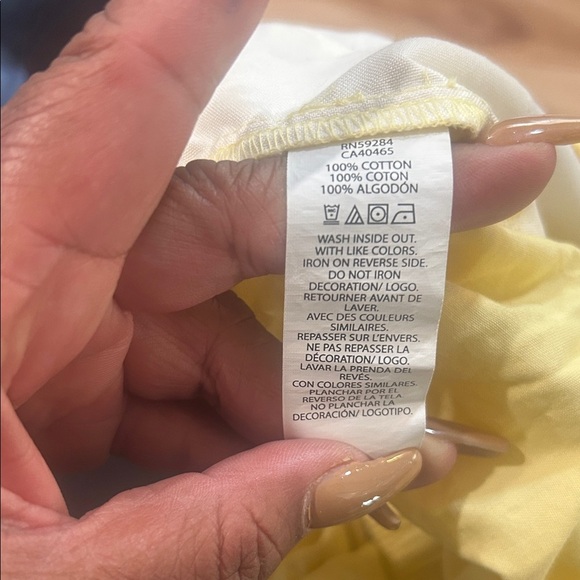 RN59284
CA40465
100% COTTON
100% COTON
100% ALGODÓN
WASH INSIDE OUT.
WITH LIKE COLORS.
IRON ON REVERSE SIDE.
DO NOT IRON
DECORATION/ LOGO.
RETOURNER AVANT DE
LAVER.
AVEC DES COULEURS
SIMILAIRES.
REPASSER SUR L'ENVERS.
NE PAS REPASSER LA
DÉCORATION/ LOGO.
LAVAR LA PRENDA DEL
REVÉS.
CON COLORES SIMILARES.
PLANCHAR POR EL
REVERSO DE LA TELA
NO PLANCHAR LA
DECORACIÓN/ LOGOTIPO.